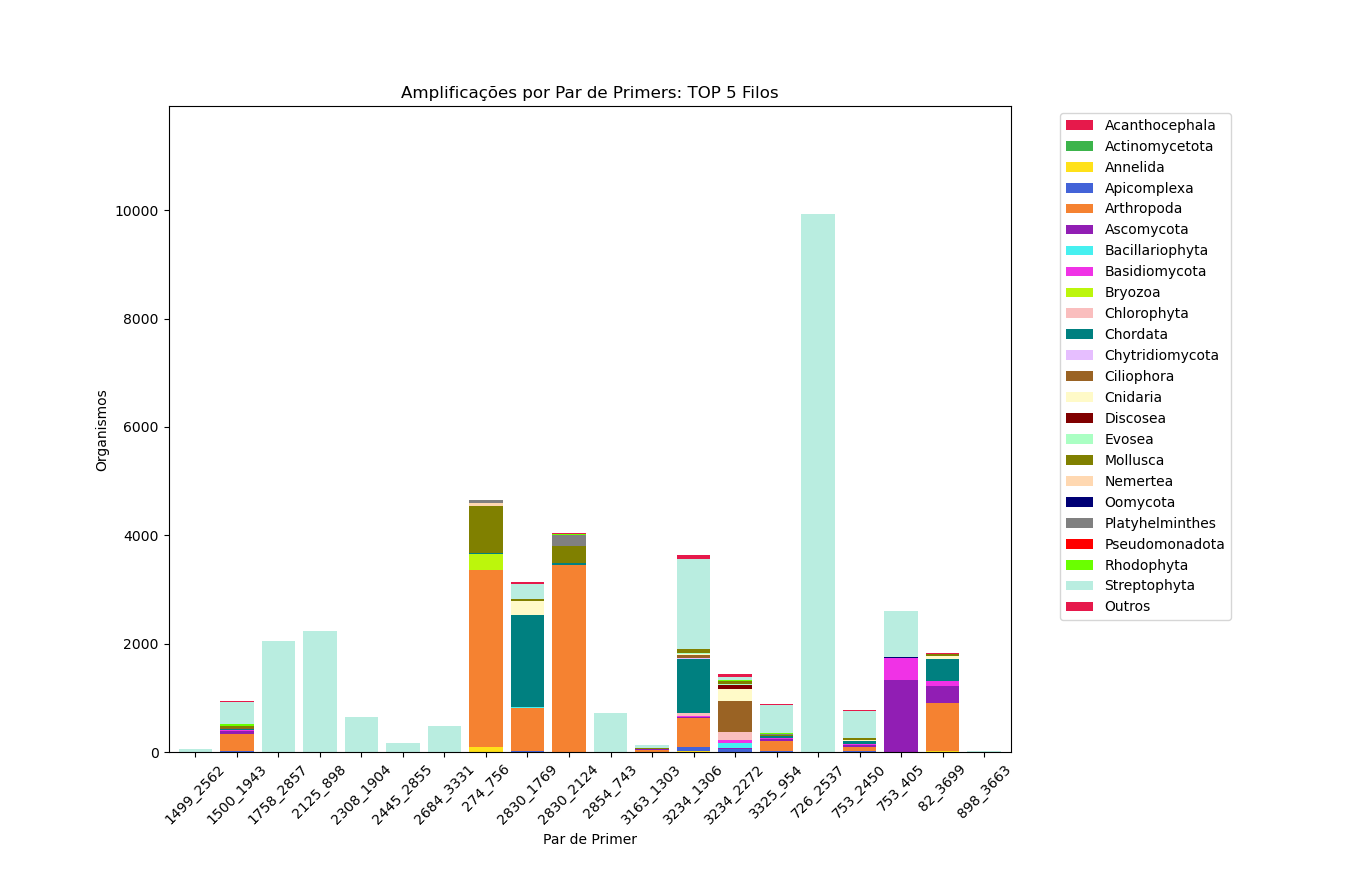 Amplificações por Par de Primers: TOP 5 Filos
Organismos
10000
8000
6000
4000
2000
0
1499_2562
1500_1943
1758_2857
2125_898
2308_1904
2445_2855
2684_3331
274_756
2830_1769
2830_2124
2854_743
3163_1303
3234_1306
3234_2272
3325_954
726_2537
753_2450
753_405
82_3699
898_3663
Par de Primer
Acanthocephala
Actinomycetota
Annelida
Apicomplexa
Arthropoda
Ascomycota
Bacillariophyta
Basidiomycota
Bryozoa
Chlorophyta
Chordata
Chytridiomycota
Ciliophora
Cnidaria
Discosea
Evosea
Mollusca
Nemertea
Oomycota
Platyhelminthes
Pseudomonadota
Rhodophyta
Streptophyta
Outros